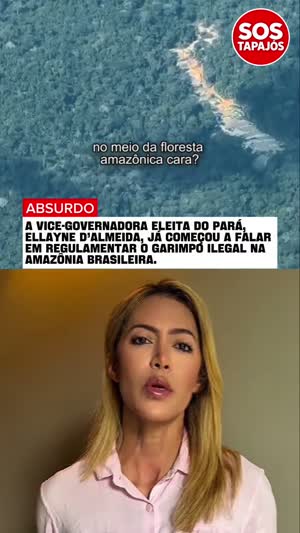 SOS
TAPAJÓS
no meio da floresta
amazônica cara?
ABSURDO
A VICE-GOVERNADORA ELEITA DO PARÁ,
ELLAYNE D'ALMEIDA, JÁ COMEÇOU A FALAR
EM REGULAMENTAR O GARIMPO ILEGAL NA
AMAZÔNIA BRASILEIRA.